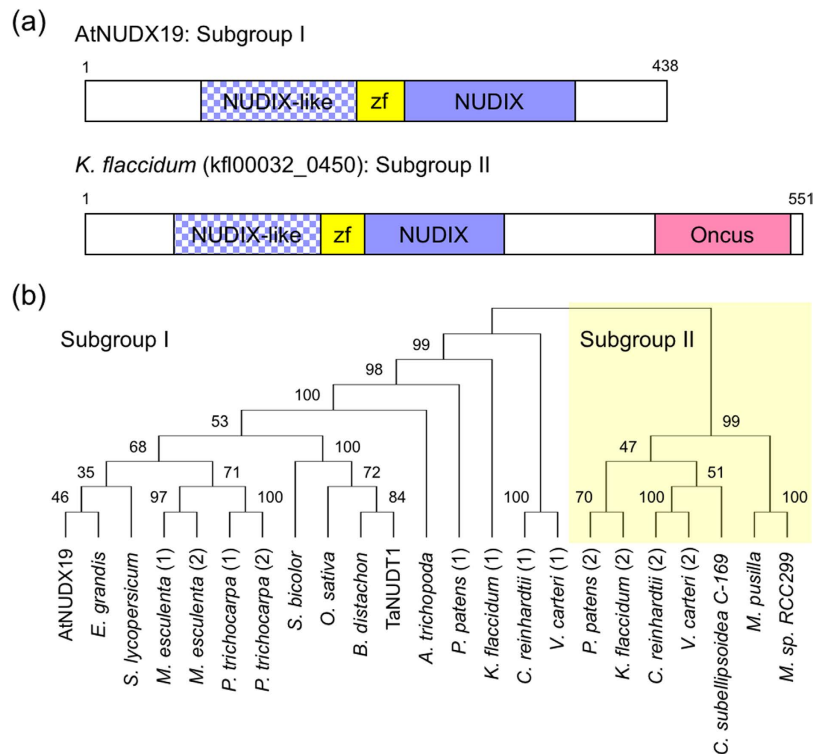 (a)
AtNUDX19: Subgroup I
1 438
NUDIX-like zf NUDIX
K. flaccidum (kfl00032_0450): Subgroup II
1 551
NUDIX-like zf NUDIX Oncus
(b)
Subgroup I Subgroup II
99
98
100
53 99
68 100 47
35 71 72 51
46 97 100 84 100 70 100 100
AtNUDX19
E. grandis
S. lycopersicum
M. esculenta (1)
M. esculenta (2)
P. trichocarpa (1)
P. trichocarpa (2)
S. bicolor
O. sativa
B. distachon
TaNUDT1
A. trichopoda
P. patens (1)
K. flaccidum (1)
C. reinhardtii (1)
V. carteri (1)
P. patens (2)
K. flaccidum (2)
C. reinhardtii (2)
V. carteri (2)
C. subellipsoidea C-169
M. pusilla
M. sp. RCC299